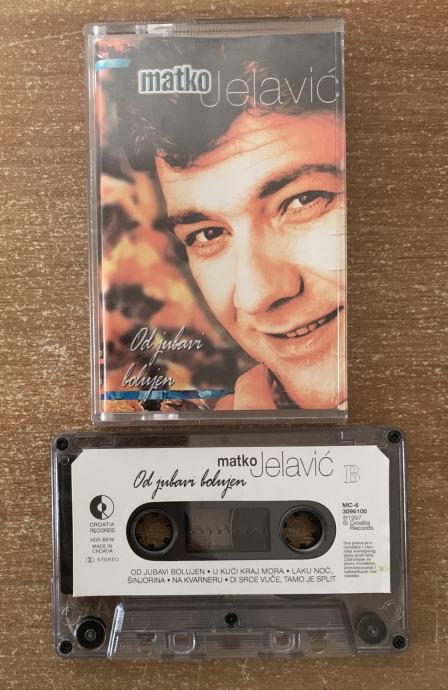 matko Jelavić
Od jubavi
bolujen
matko Jelavić
Od jubavi bolujen
B
CROATIA
RECORDS
MADE IN
CROATIA
STEREO
MC-6
3096100
℗1997
© Croatia
Records
OD JUBAVI BOLUJEN • U KUĆI KRAJ MORA • LAKU NOĆ,
ŠINJORINA • NA KVARNERU • DI SRCE VUČE, TAMO JE SPLIT